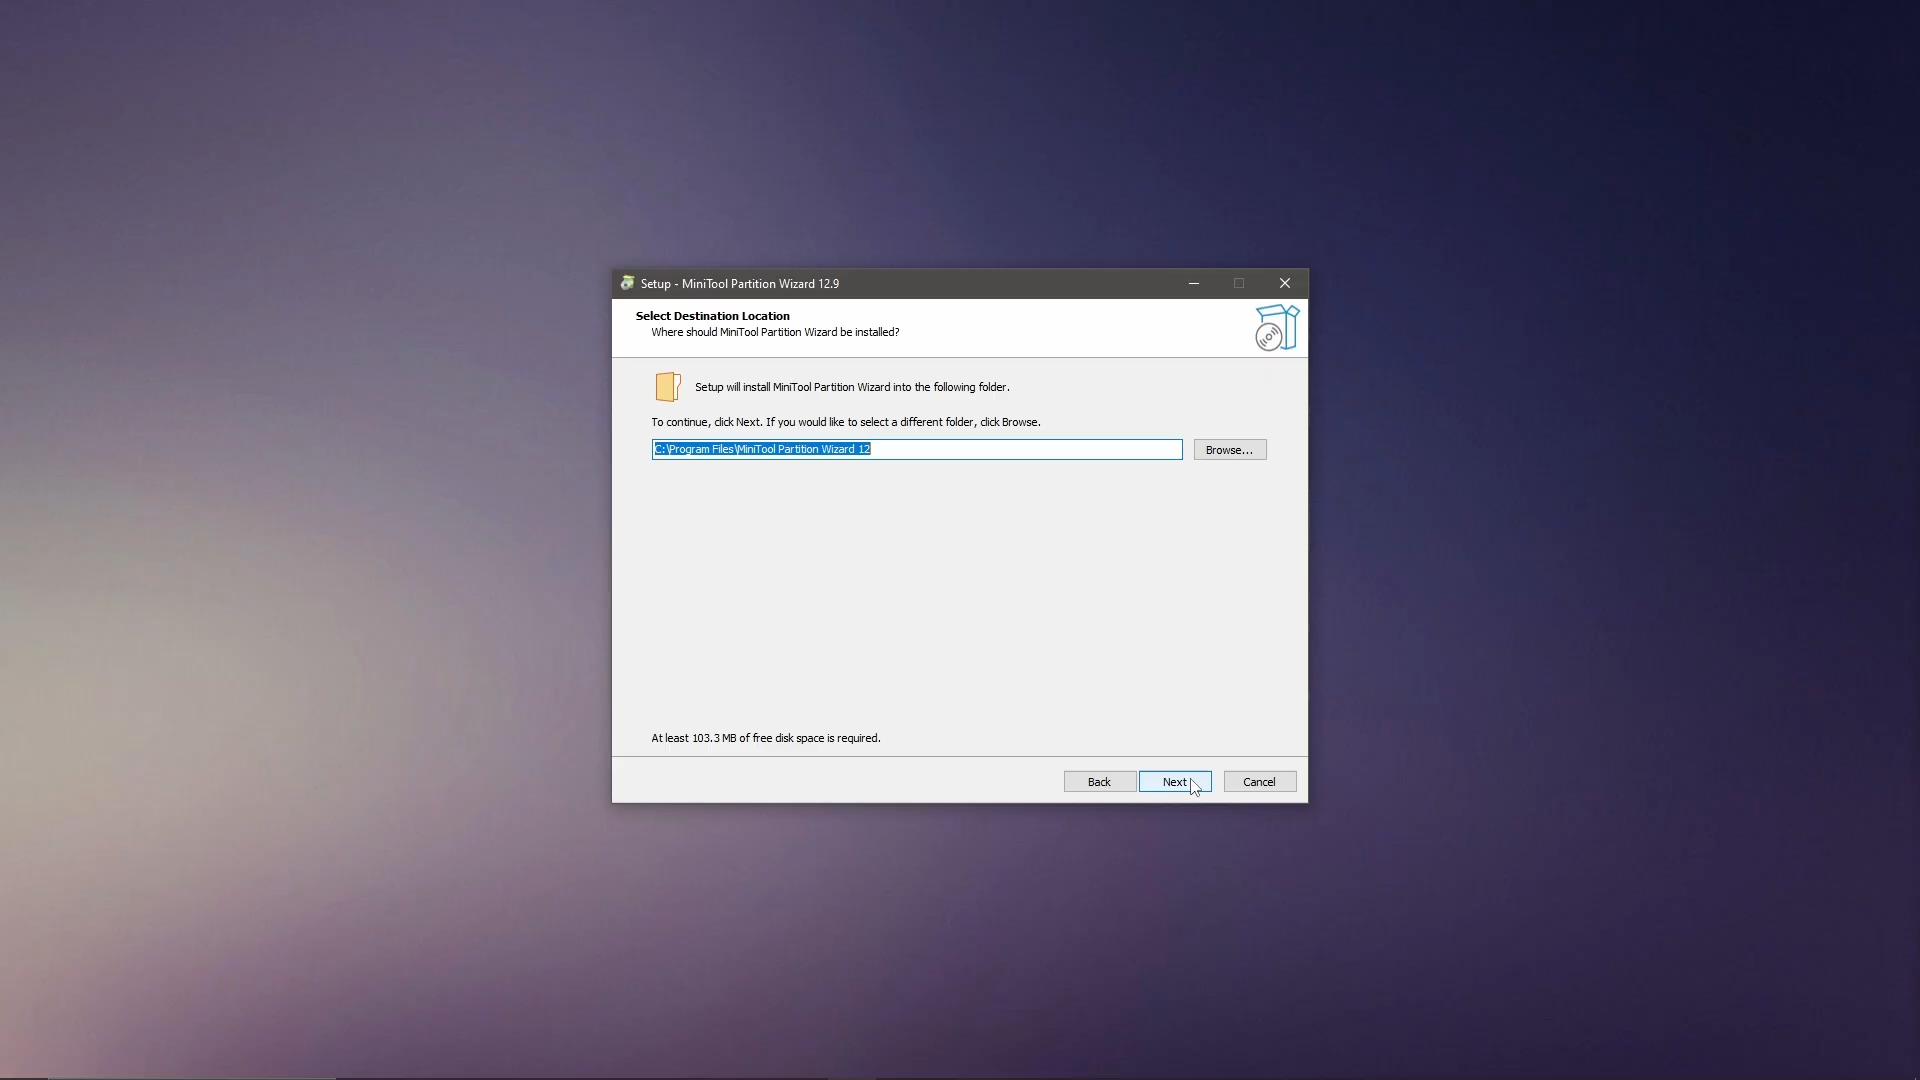 Setup - MiniTool Partition Wizard 12.9
Select Destination Location
Where should MiniTool Partition Wizard be installed?
Setup will install MiniTool Partition Wizard into the following folder.
To continue, click Next. If you would like to select a different folder, click Browse.
C:\Program Files\MiniTool Partition Wizard 12
Browse...
At least 103.3 MB of free disk space is required.
Back
Next
Cancel